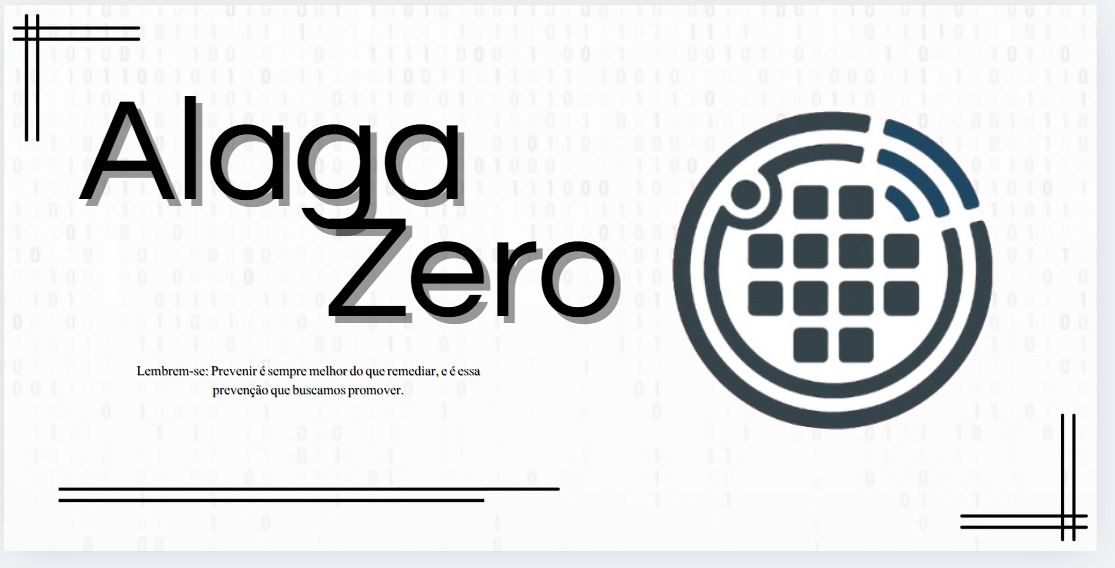 Alaga
Zero
Lembrem-se: Prevenir é sempre melhor do que remediar, e é essa
prevenção que buscamos promover.